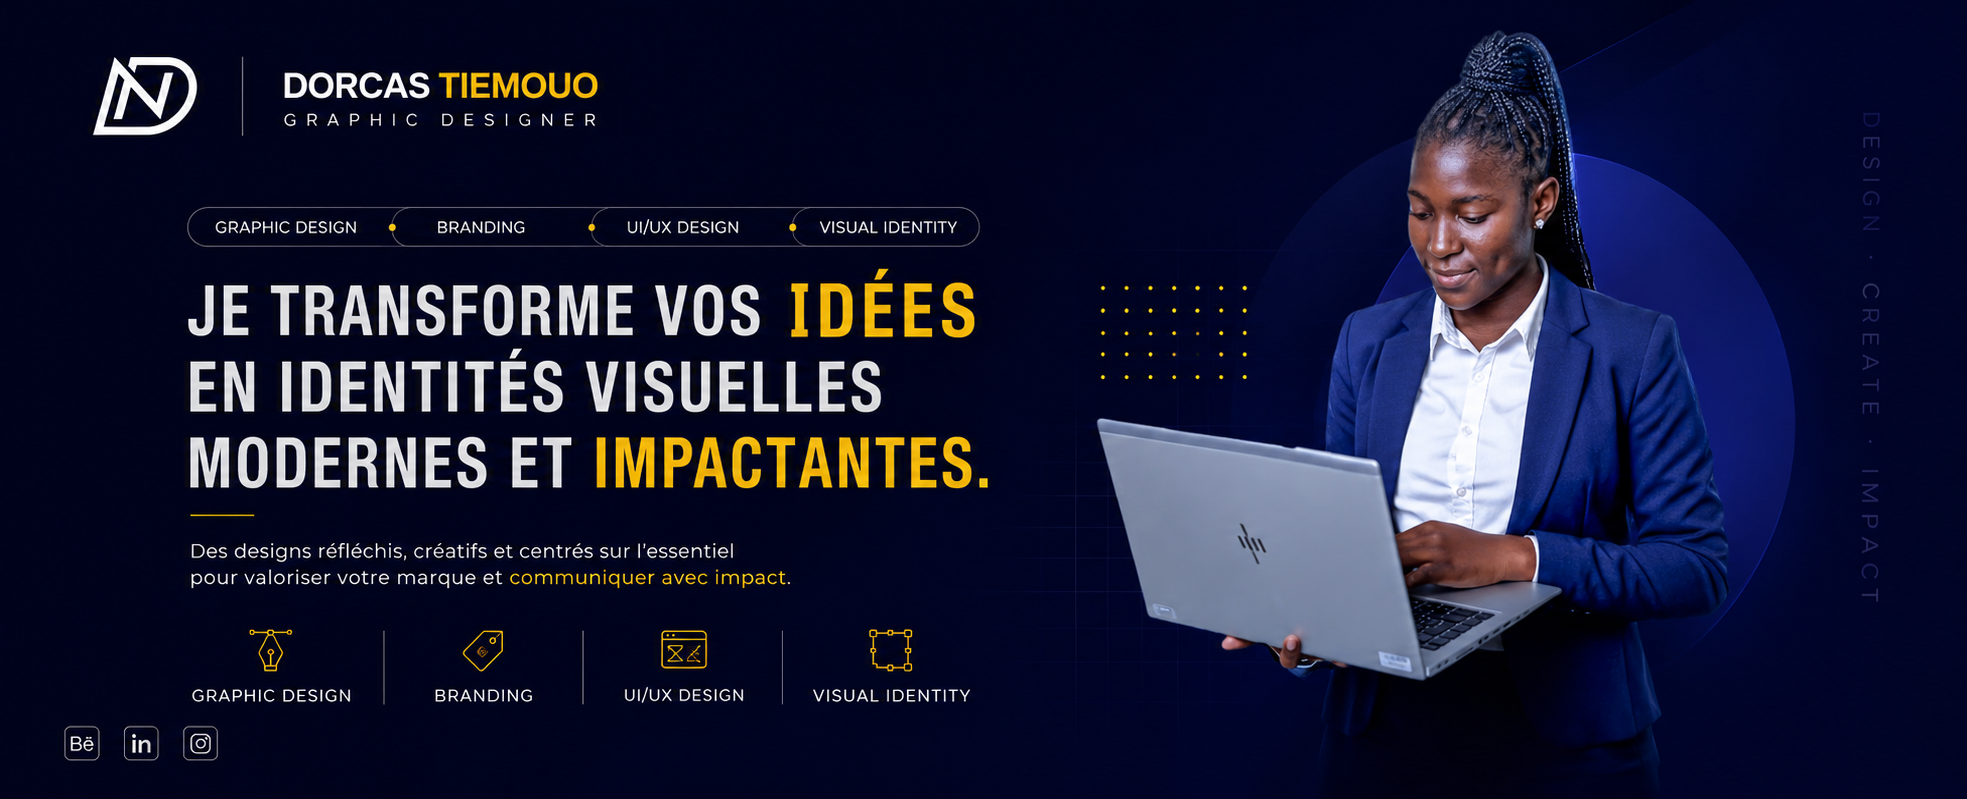 DORCAS TIEMOUO
GRAPHIC DESIGNER
GRAPHIC DESIGN
BRANDING
UI/UX DESIGN
VISUAL IDENTITY
JE TRANSFORME VOS IDÉES
EN IDENTITÉS VISUELLES
MODERNES ET IMPACTANTES.
Des designs réfléchis, créatifs et centrés sur l'essentiel
pour valoriser votre marque et communiquer avec impact.
GRAPHIC DESIGN
BRANDING
UI/UX DESIGN
VISUAL IDENTITY
Bē
in
DESIGN · CREATE · IMPACT